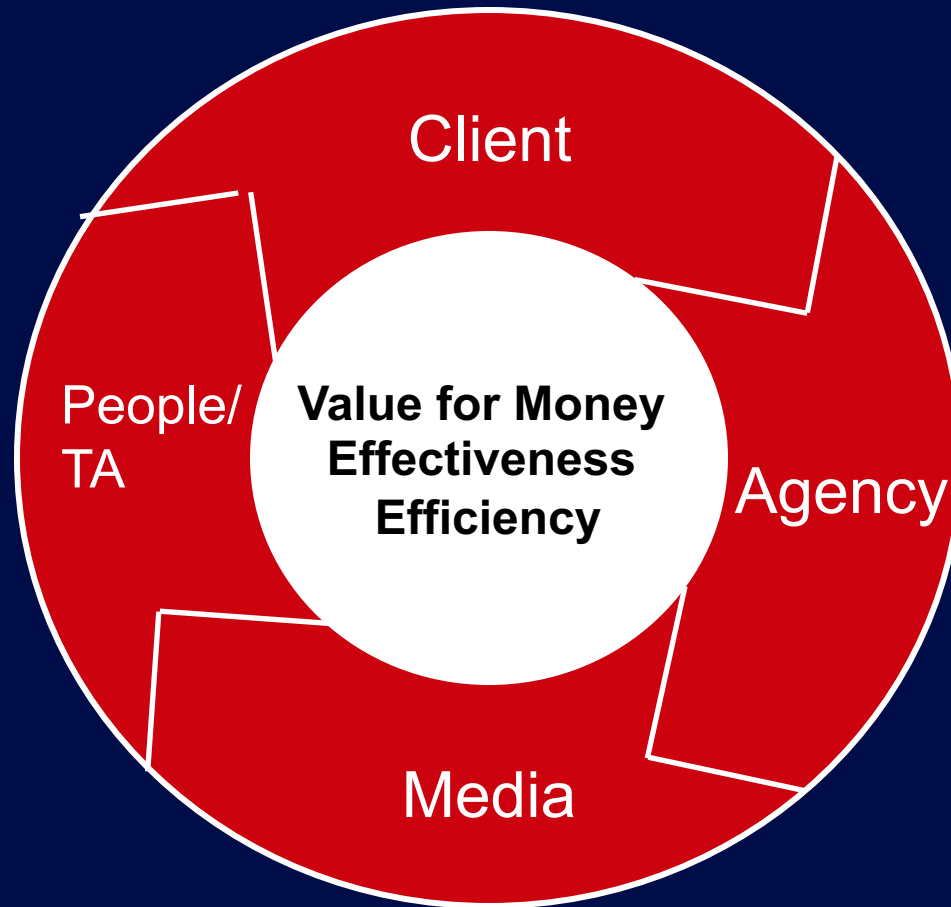 Client
People/
TA
Value for Money
Effectiveness
Efficiency
Agency
Media